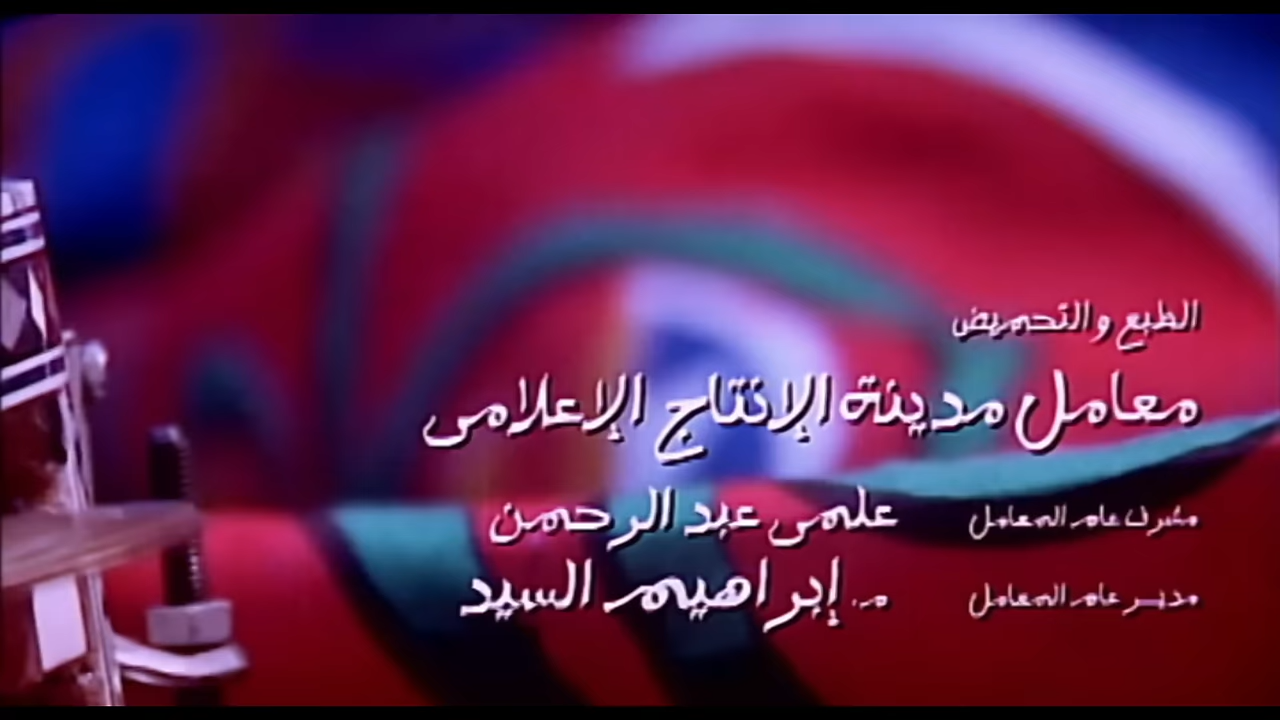 الطبع والتحميض
معامل مدينة الإنتاج الإعلامى
مشرف عام المعامل علمى عبد الرحمن
مدير عام المعامل م. إبراهيم السيد